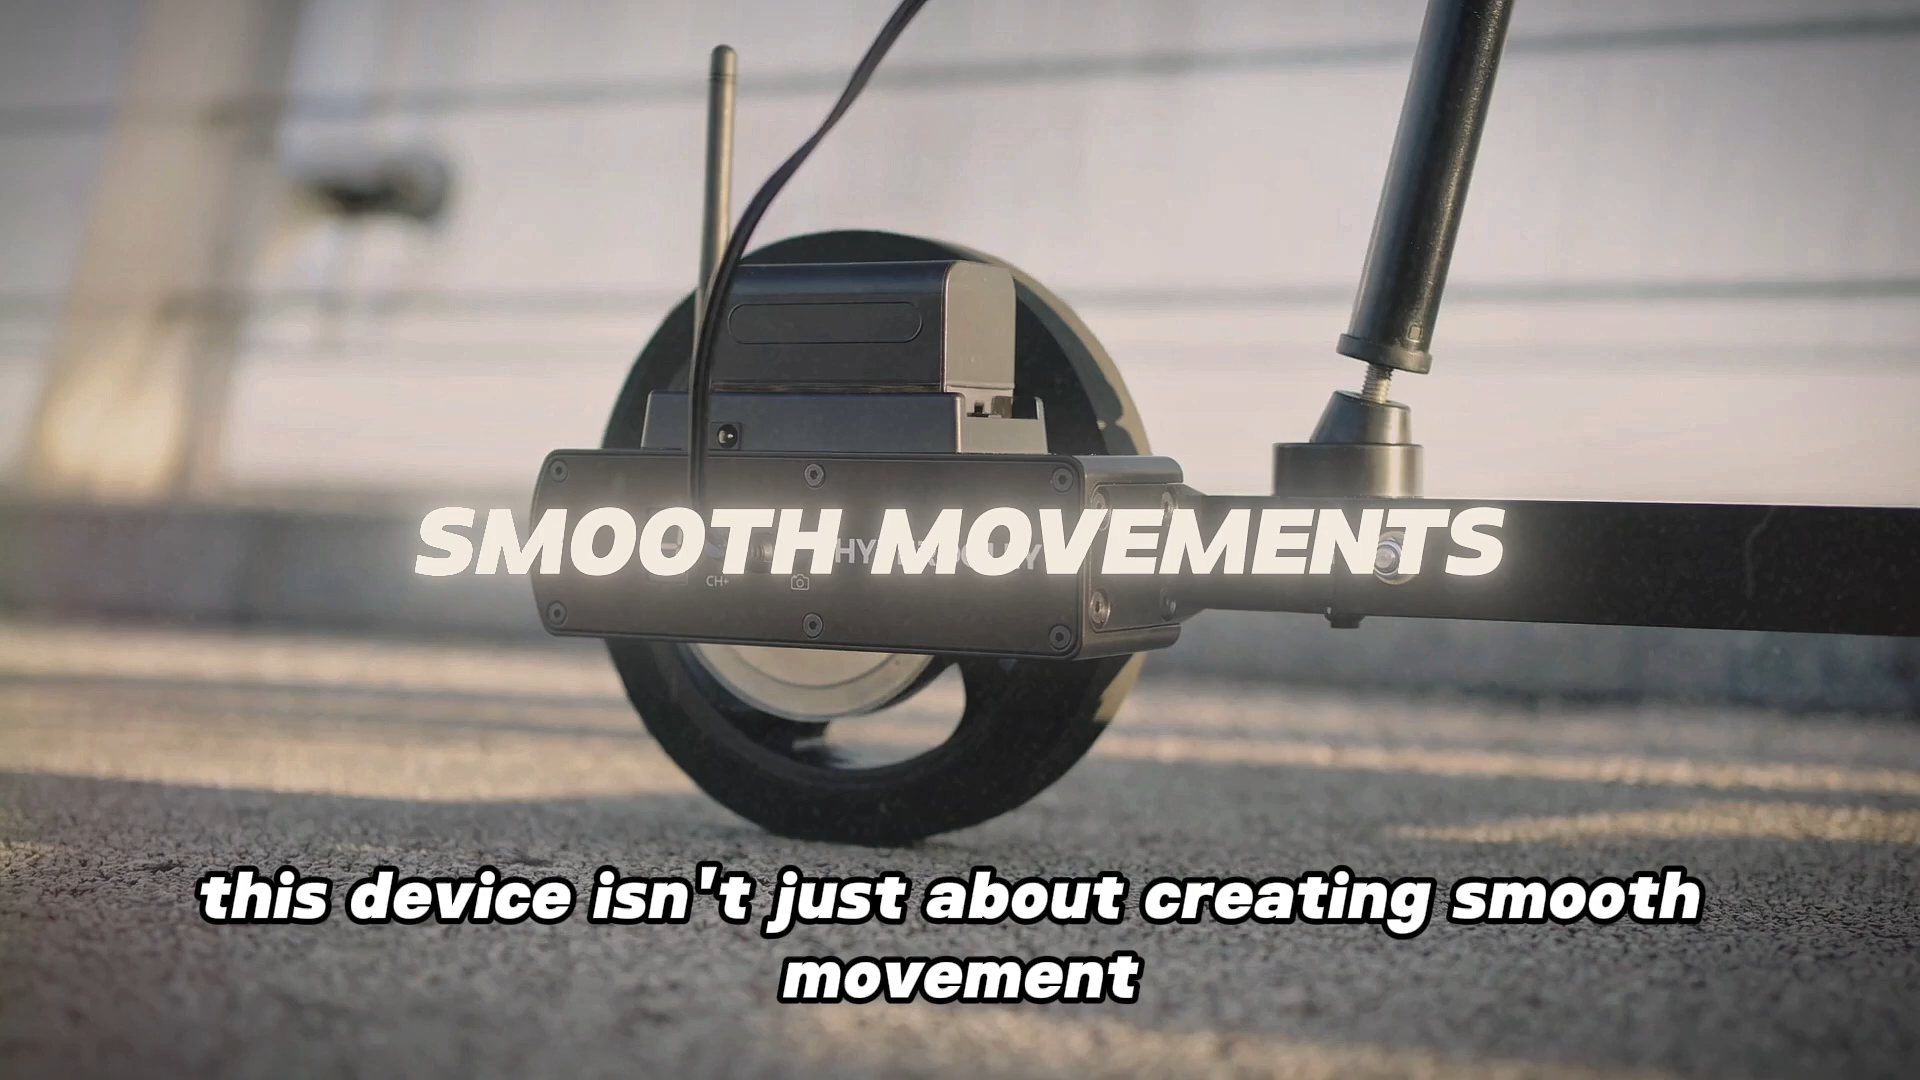 SMOOTH MOVEMENTS
CH+
this device isn't just about creating smooth
movement